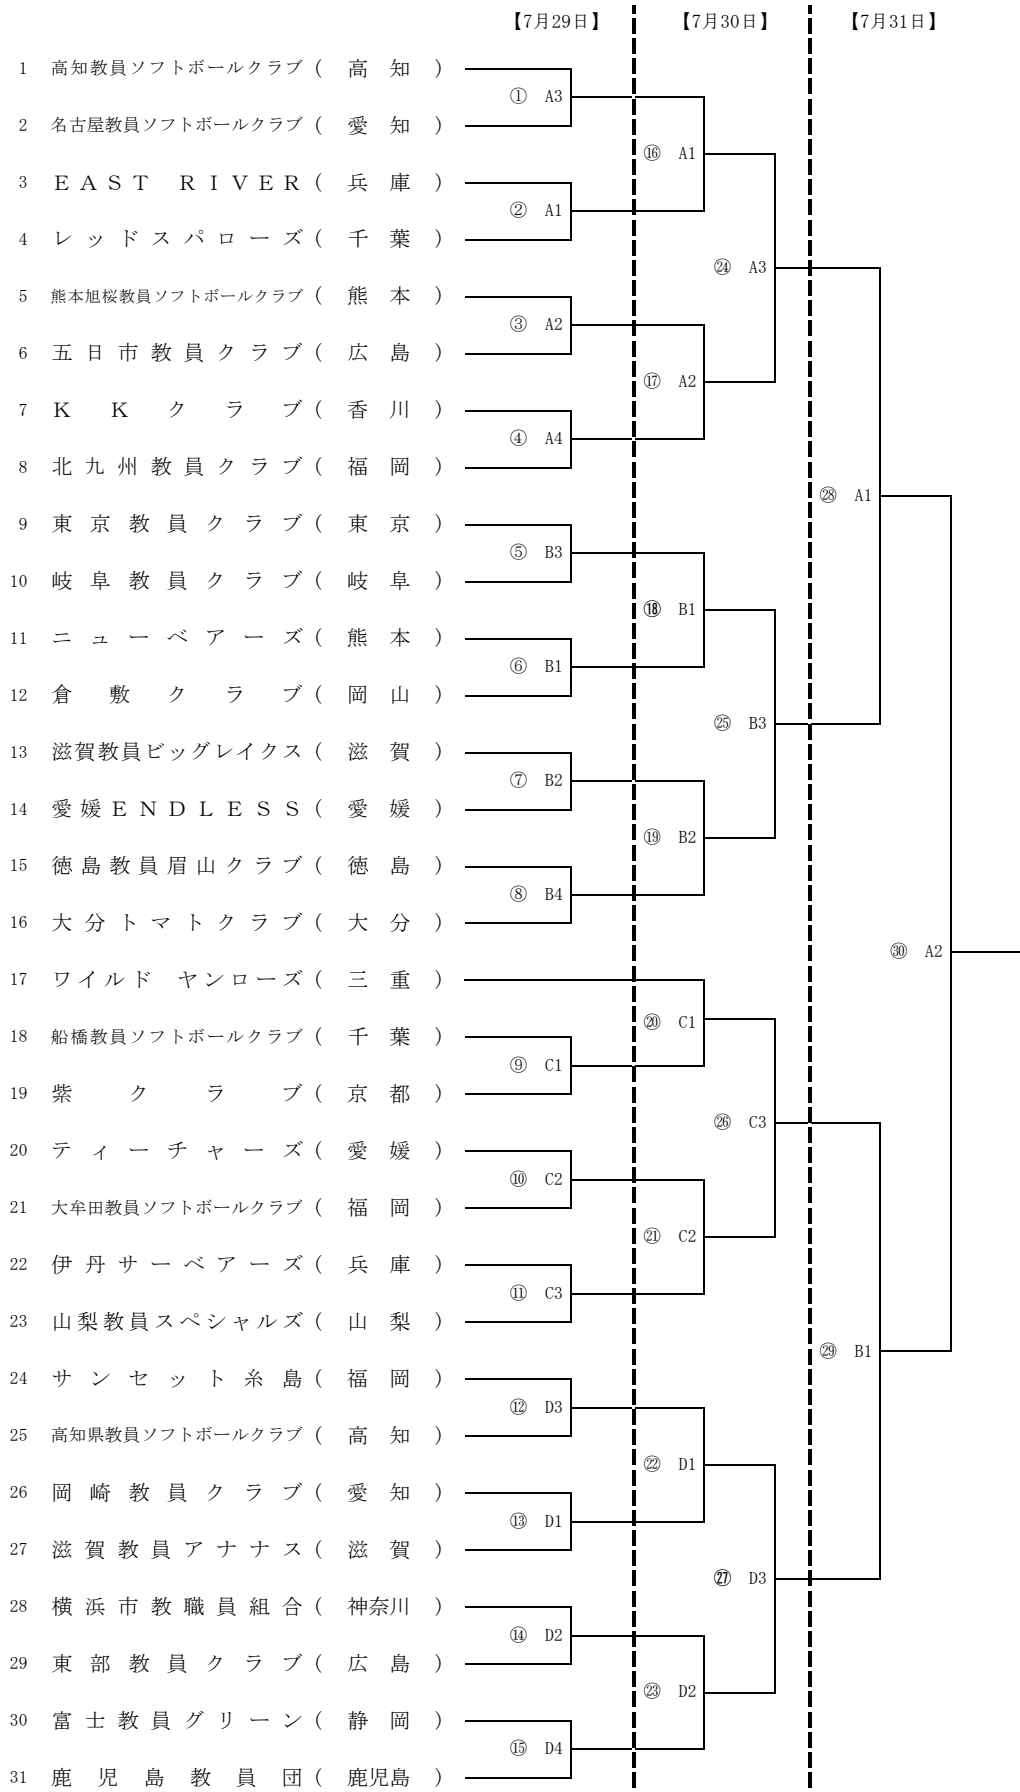 【7月29日】 【7月30日】 【7月31日】
1 高知教員ソフトボールクラブ ( 高知 )
① A3
2 名古屋教員ソフトボールクラブ ( 愛知 )
⑯ A1
3 EAST RIVER ( 兵庫 )
② A1
4 レッドスパローズ ( 千葉 )
㉔ A3
5 熊本旭桜教員ソフトボールクラブ ( 熊本 )
③ A2
6 五日市教員クラブ ( 広島 )
⑰ A2
7 KKクラブ ( 香川 )
④ A4
8 北九州教員クラブ ( 福岡 )
㉘ A1
9 東京教員クラブ ( 東京 )
⑤ B3
10 岐阜教員クラブ ( 岐阜 )
⑱ B1
11 ニューベアーズ ( 熊本 )
⑥ B1
12 倉敷クラブ ( 岡山 )
㉕ B3
13 滋賀教員ビッグレイクス ( 滋賀 )
⑦ B2
14 愛媛ENDLESS ( 愛媛 )
⑲ B2
15 徳島教員眉山クラブ ( 徳島 )
⑧ B4
16 大分トマトクラブ ( 大分 )
㉚ A2
17 ワイルド ヤンローズ ( 三重 )
⑳ C1
18 船橋教員ソフトボールクラブ ( 千葉 )
⑨ C1
19 紫クラブ ( 京都 )
㉖ C3
20 ティーチャーズ ( 愛媛 )
⑩ C2
21 大牟田教員ソフトボールクラブ ( 福岡 )
㉑ C2
22 伊丹サーベアーズ ( 兵庫 )
⑪ C3
23 山梨教員スペシャルズ ( 山梨 )
㉙ B1
24 サンセット糸島 ( 福岡 )
⑫ D3
25 高知県教員ソフトボールクラブ ( 高知 )
㉒ D1
26 岡崎教員クラブ ( 愛知 )
⑬ D1
27 滋賀教員アナナス ( 滋賀 )
㉗ D3
28 横浜市教職員組合 ( 神奈川 )
⑭ D2
29 東部教員クラブ ( 広島 )
㉓ D2
30 富士教員グリーン ( 静岡 )
⑮ D4
31 鹿児島教員団 ( 鹿児島 )